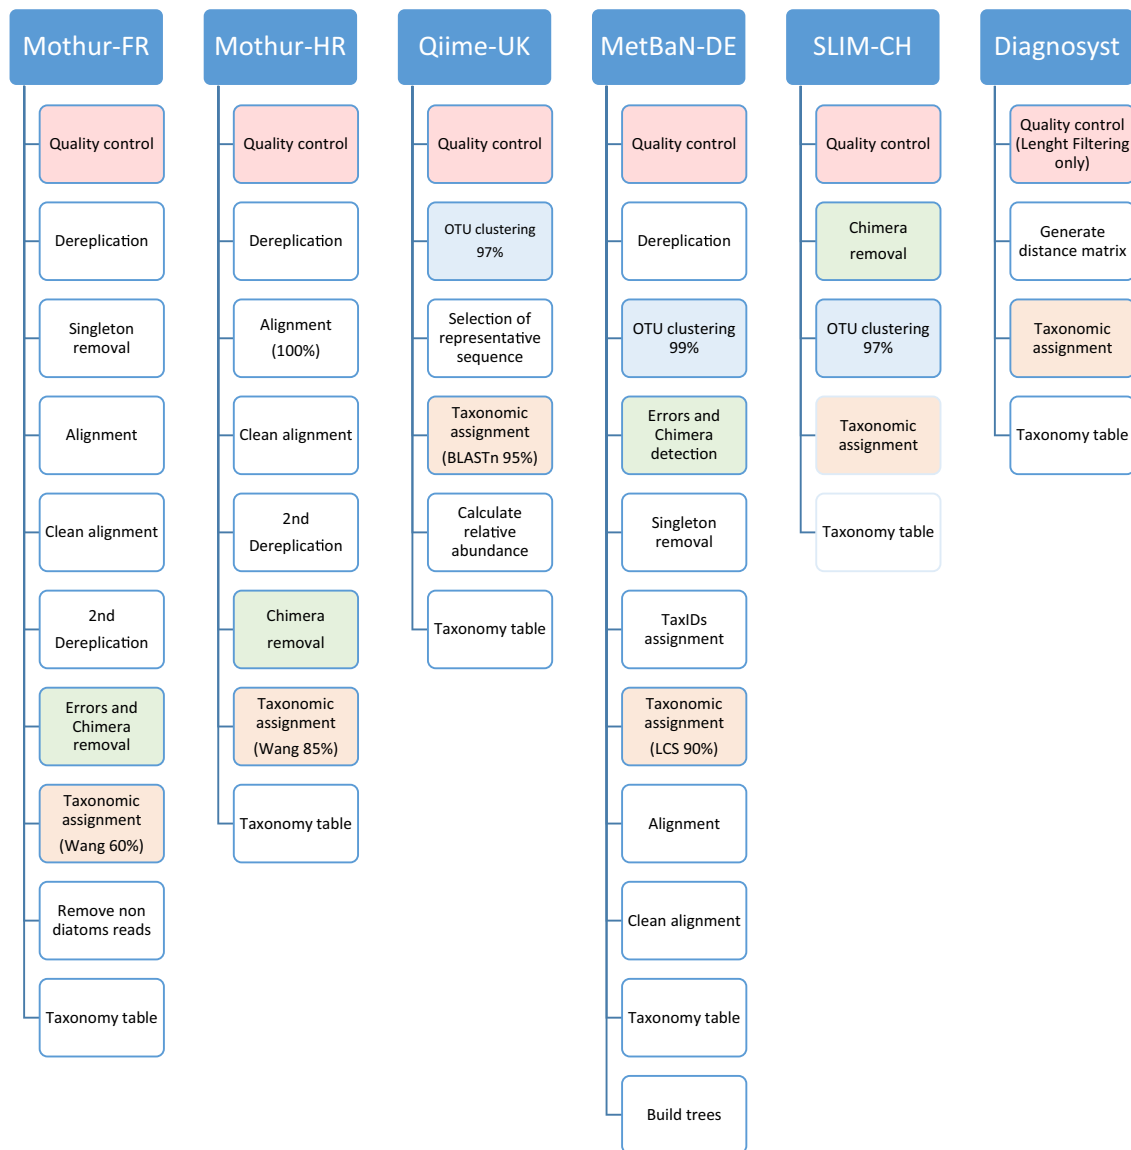 Mothur-FR
Quality control
Dereplication
Singleton
removal
Alignment
Clean alignment
2nd
Dereplication
Errors and
Chimera
removal
Taxonomic
assignment
(Wang 60%)
Remove non
diatoms reads
Taxonomy table
Mothur-HR
Quality control
Dereplication
Alignment
(100%)
Clean alignment
2nd
Dereplication
Chimera
removal
Taxonomic
assignment
(Wang 85%)
Taxonomy table
Qiime-UK
Quality control
OTU clustering
97%
Selection of
representative
sequence
Taxonomic
assignment
(BLASTn 95%)
Calculate
relative
abundance
Taxonomy table
MetBaN-DE
Quality control
Dereplication
OTU clustering
99%
Errors and
Chimera
detection
Singleton
removal
TaxIDs
assignment
Taxonomic
assignment
(LCS 90%)
Alignment
Clean alignment
Taxonomy table
Build trees
SLIM-CH
Quality control
Chimera
removal
OTU clustering
97%
Taxonomic
assignment
Taxonomy table
Diagnosyst
Quality control
(Lenght Filtering
only)
Generate
distance matrix
Taxonomic
assignment
Taxonomy table